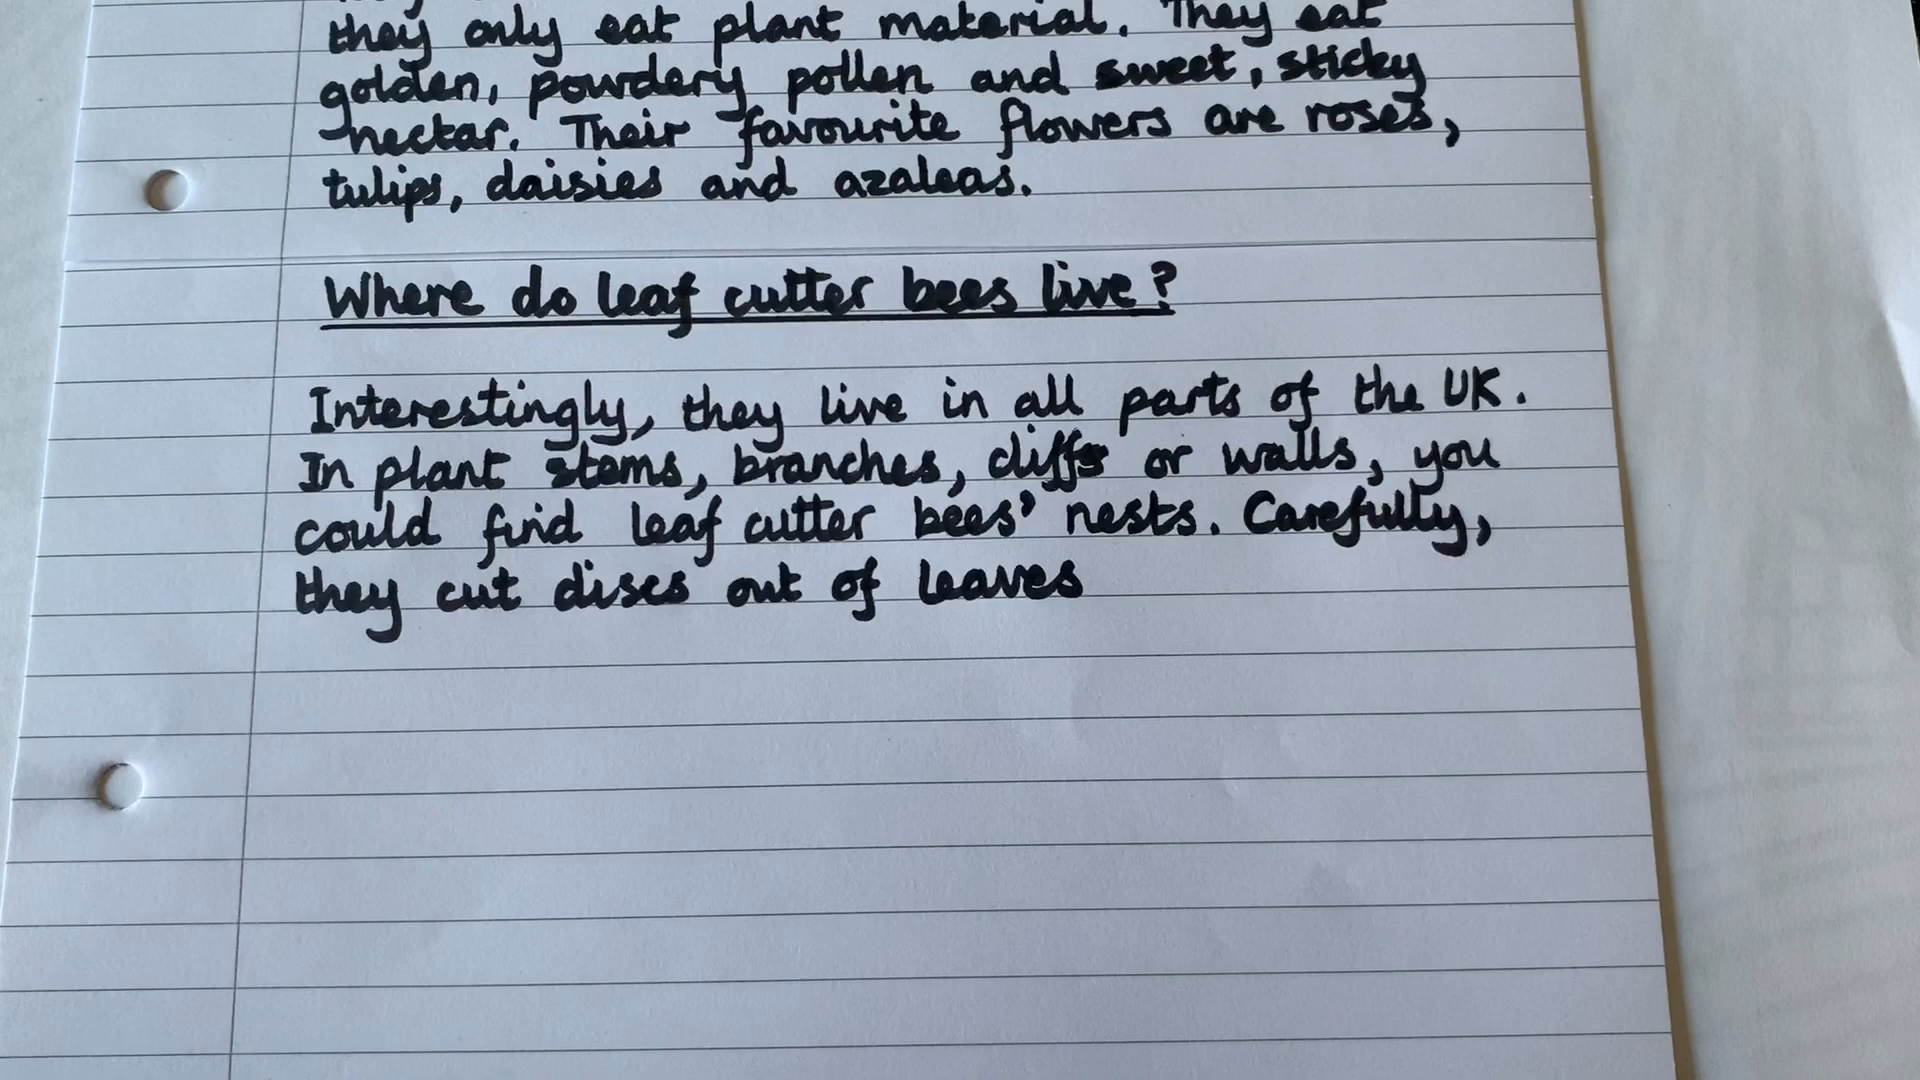 they only eat plant material. They eat
golden, powdery pollen and sweet, sticky
nectar. Their favourite flowers are roses,
tulips, daisies and azaleas.
Where do leaf cutter bees live?
Interestingly, they live in all parts of the UK.
In plant stems, branches, cliffs or walls, you
could find leaf cutter bees' nests. Carefully,
they cut discs out of leaves